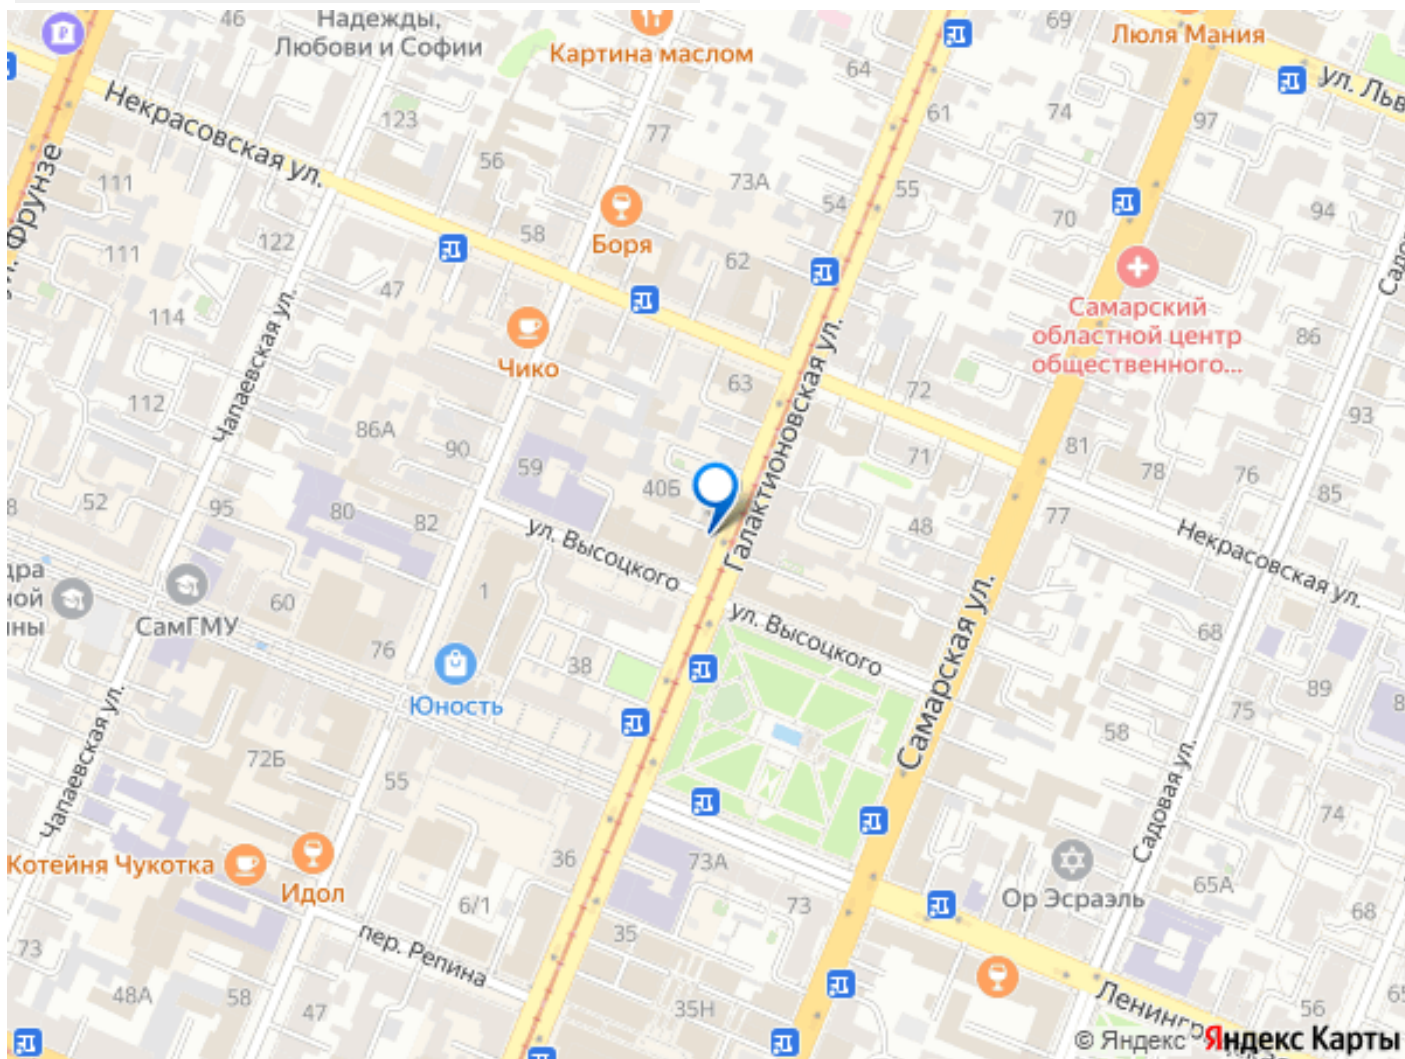 46
Надежды,
Любови и Софии
Картина маслом
69
Люля Мания
64
ул. Льв
Некрасовская ул.
123
77
61
74
97
56
73А
55
ул. Фрунзе
111
54
94
Боря
70
122
58
62
111
47
Самарский
областной центр
общественного...
86
114
Чапаевская ул.
Чико
Галактионовская ул.
63
72
112
86А
93
90
81
71
78
76
59
40Б
85
52
95
80
82
48
77
ул. Высоцкого
Некрасовская ул.
СамГМУ
60
1
ул. Высоцкого
68
76
38
Самарская ул.
89
Юность
75
58
72Б
Чапаевская ул.
55
Садовая ул.
74
36
73А
Котейня Чукотка
Идол
65А
Ор Эсраэль
6/1
73
68
35
73
пер. Репина
48А
58
47
35Н
56
© Яндекс Яндекс Карты